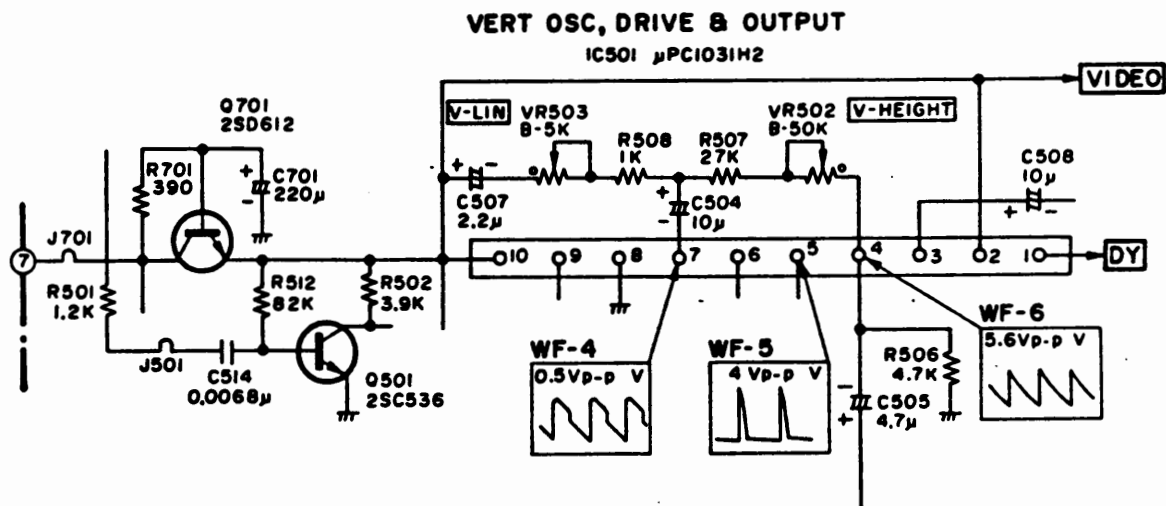 VERT OSC, DRIVE & OUTPUT
IC501 μPC1031H2
VIDEO
Q701
2SD612
V-LIN
VR503
B-5K
R508
1K
R507
27K
VR502
B-50K
V-HEIGHT
R701
390
+
-
C701
220μ
+
-
C507
2.2μ
+
-
C504
10μ
C508
10μ
+
-
J701
7
10
9
8
7
6
5
4
3
2
1
DY
R501
1.2K
R512
82K
R502
3.9K
J501
C514
0.0068μ
Q501
2SC536
WF-4
0.5Vp-p V
WF-5
4Vp-p V
WF-6
5.6Vp-p V
R506
4.7K
-
+
C505
4.7μ